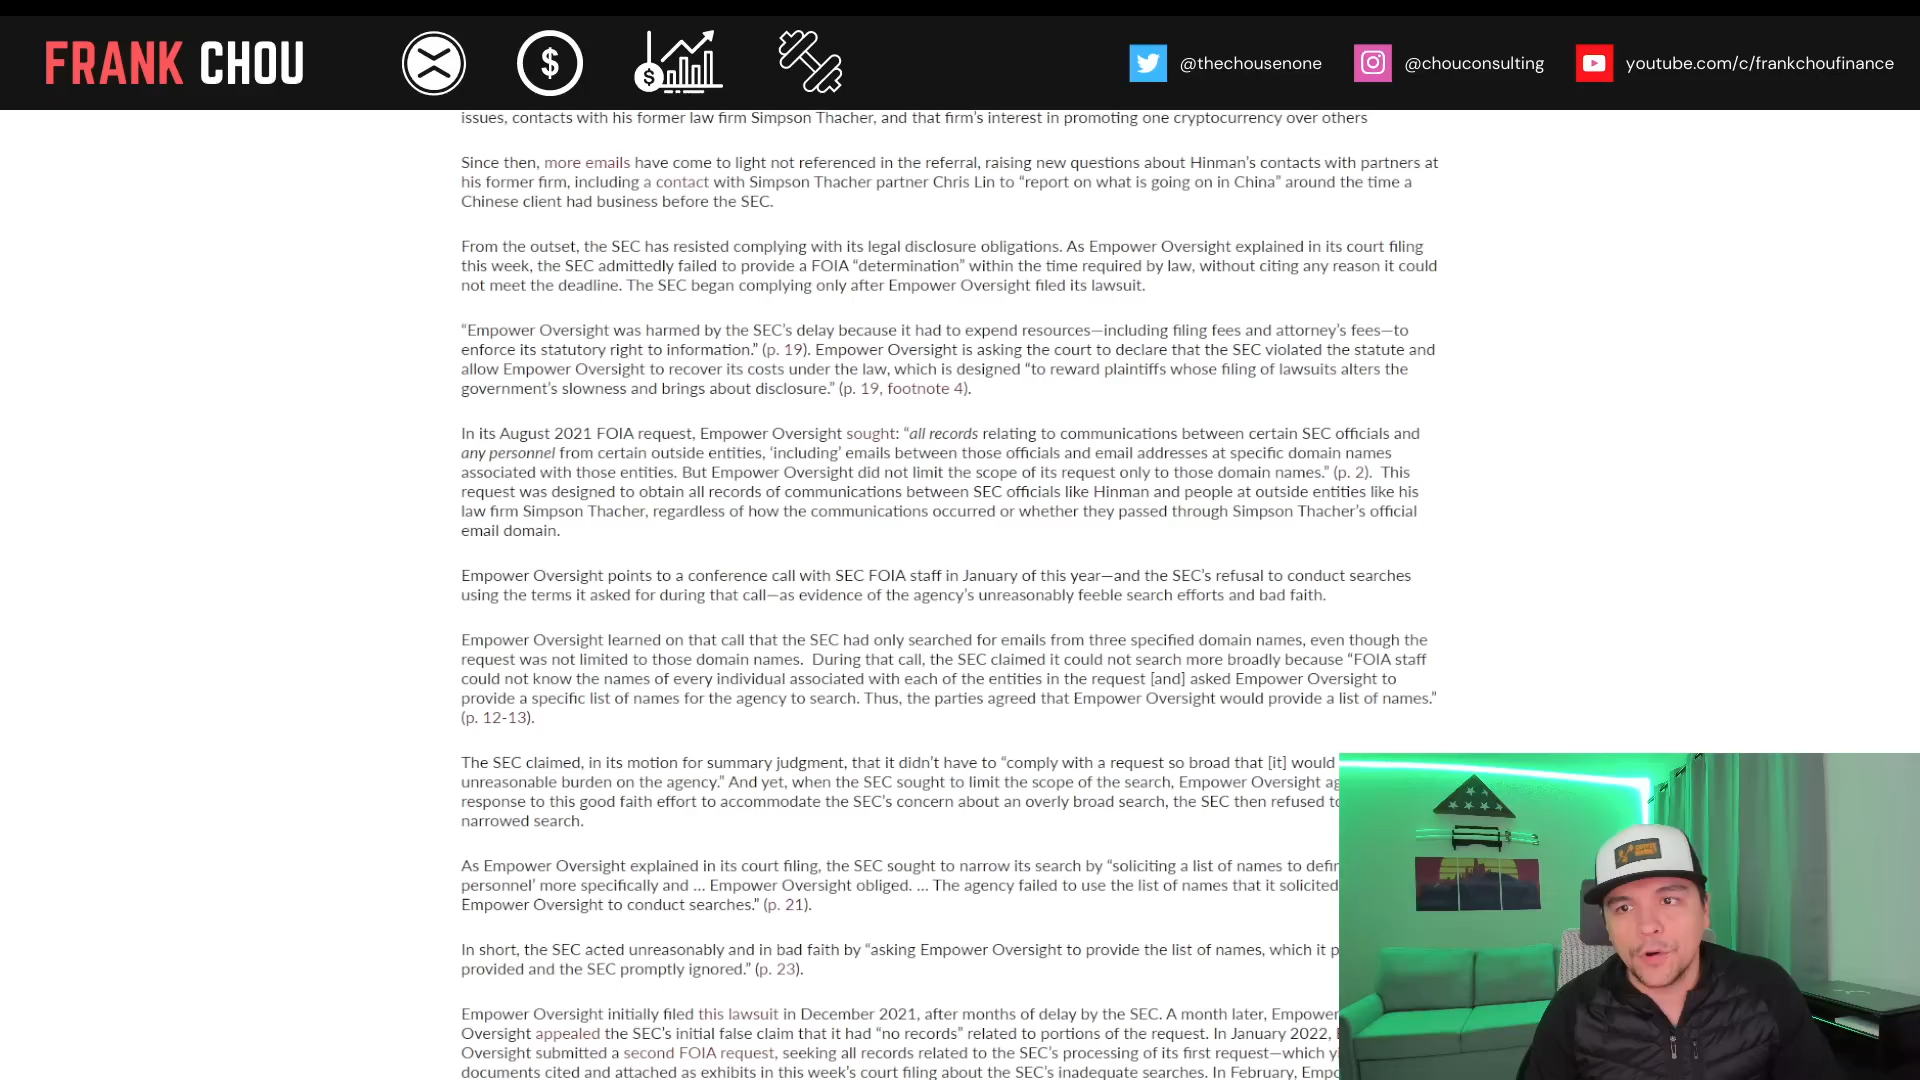 FRANK CHOU
@thechousenone
@chouconsulting
youtube.com/c/frankchoufinance
issues, contacts with his former law firm Simpson Thacher, and that firm's interest in promoting one cryptocurrency over others
Since then, more emails have come to light not referenced in the referral, raising new questions about Hinman's contacts with partners at
his former firm, including a contact with Simpson Thacher partner Chris Lin to “report on what is going on in China” around the time a
Chinese client had business before the SEC.
From the outset, the SEC has resisted complying with its legal disclosure obligations. As Empower Oversight explained in its court filing
this week, the SEC admittedly failed to provide a FOIA “determination” within the time required by law, without citing any reason it could
not meet the deadline. The SEC began complying only after Empower Oversight filed its lawsuit.
“Empower Oversight was harmed by the SEC's delay because it had to expend resources—including filing fees and attorney's fees—to
enforce its statutory right to information.” (p. 19). Empower Oversight is asking the court to declare that the SEC violated the statute and
allow Empower Oversight to recover its costs under the law, which is designed “to reward plaintiffs whose filing of lawsuits alters the
government's slowness and brings about disclosure.” (p. 19, footnote 4).
In its August 2021 FOIA request, Empower Oversight sought: “all records relating to communications between certain SEC officials and
any personnel from certain outside entities, ‘including’ emails between those officials and email addresses at specific domain names
associated with those entities. But Empower Oversight did not limit the scope of its request only to those domain names.” (p. 2). This
request was designed to obtain all records of communications between SEC officials like Hinman and people at outside entities like his
law firm Simpson Thacher, regardless of how the communications occurred or whether they passed through Simpson Thacher's official
email domain.
Empower Oversight points to a conference call with SEC FOIA staff in January of this year—and the SEC's refusal to conduct searches
using the terms it asked for during that call—as evidence of the agency's unreasonably feeble search efforts and bad faith.
Empower Oversight learned on that call that the SEC had only searched for emails from three specified domain names, even though the
request was not limited to those domain names. During that call, the SEC claimed it could not search more broadly because “FOIA staff
could not know the names of every individual associated with each of the entities in the request [and] asked Empower Oversight to
provide a specific list of names for the agency to search. Thus, the parties agreed that Empower Oversight would provide a list of names.”
(p. 12-13).
The SEC claimed, in its motion for summary judgment, that it didn't have to “comply with a request so broad that [it] would
unreasonable burden on the agency.” And yet, when the SEC sought to limit the scope of the search, Empower Oversight
response to this good faith effort to accommodate the SEC's concern about an overly broad search, the SEC then refused
narrowed search.
As Empower Oversight explained in its court filing, the SEC sought to narrow its search by “soliciting a list of names to
personnel’ more specifically and … Empower Oversight obliged. … The agency failed to use the list of names that it solicited
Empower Oversight to conduct searches.” (p. 21).
In short, the SEC acted unreasonably and in bad faith by “asking Empower Oversight to provide the list of names, which it
provided and the SEC promptly ignored.” (p. 23).
Empower Oversight initially filed this lawsuit in December 2021, after months of delay by the SEC. A month later, Empower
Oversight appealed the SEC's initial false claim that it had “no records” related to portions of the request. In January 2022,
Oversight submitted a second FOIA request, seeking all records related to the SEC's processing of its first request—which
documents cited and attached as exhibits in this week's court filing about the SEC's inadequate searches. In February,